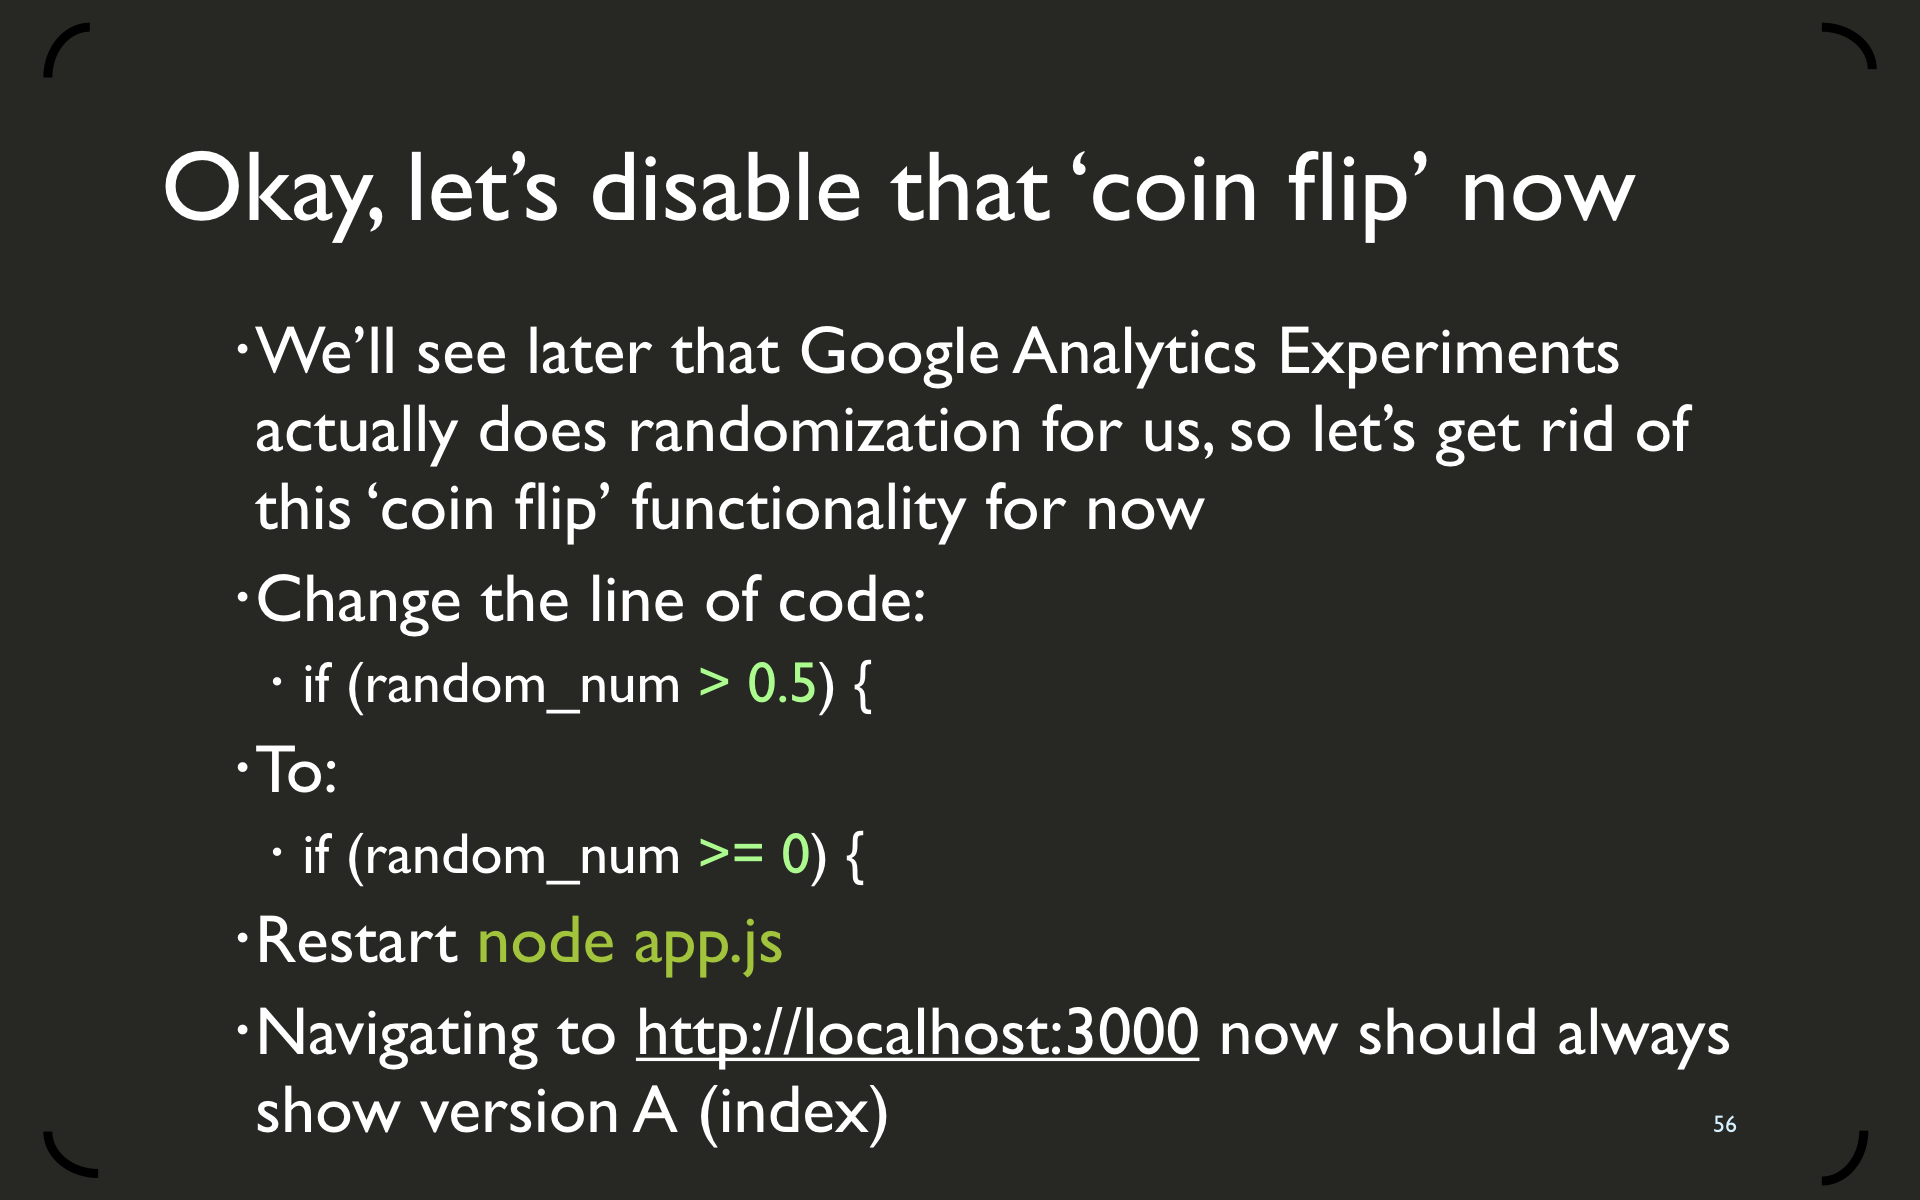 Okay, let’s disable that ‘coin flip’ now
·We’ll see later that Google Analytics Experiments
actually does randomization for us, so let’s get rid of
this ‘coin flip’ functionality for now
·Change the line of code:
· if (random_num > 0.5) {
·To:
· if (random_num >= 0) {
·Restart node app.js
·Navigating to http://localhost:3000 now should always
show version A (index)
56